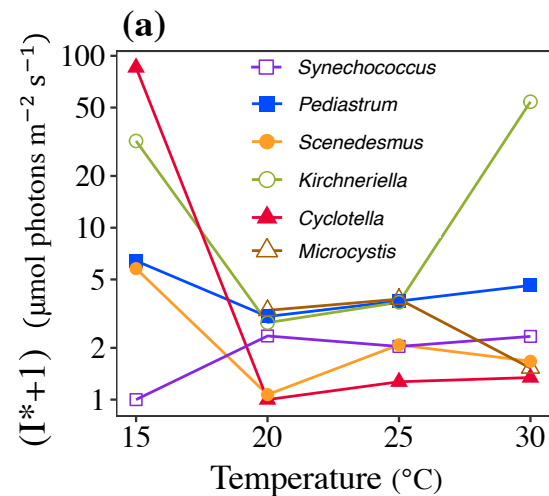 (a)
(I*+1) (μmol photons m⁻² s⁻¹)
100
50
20
10
5
2
1
Synechococcus
Pediastrum
Scenedesmus
Kirchneriella
Cyclotella
Microcystis
15 20 25 30
Temperature (°C)